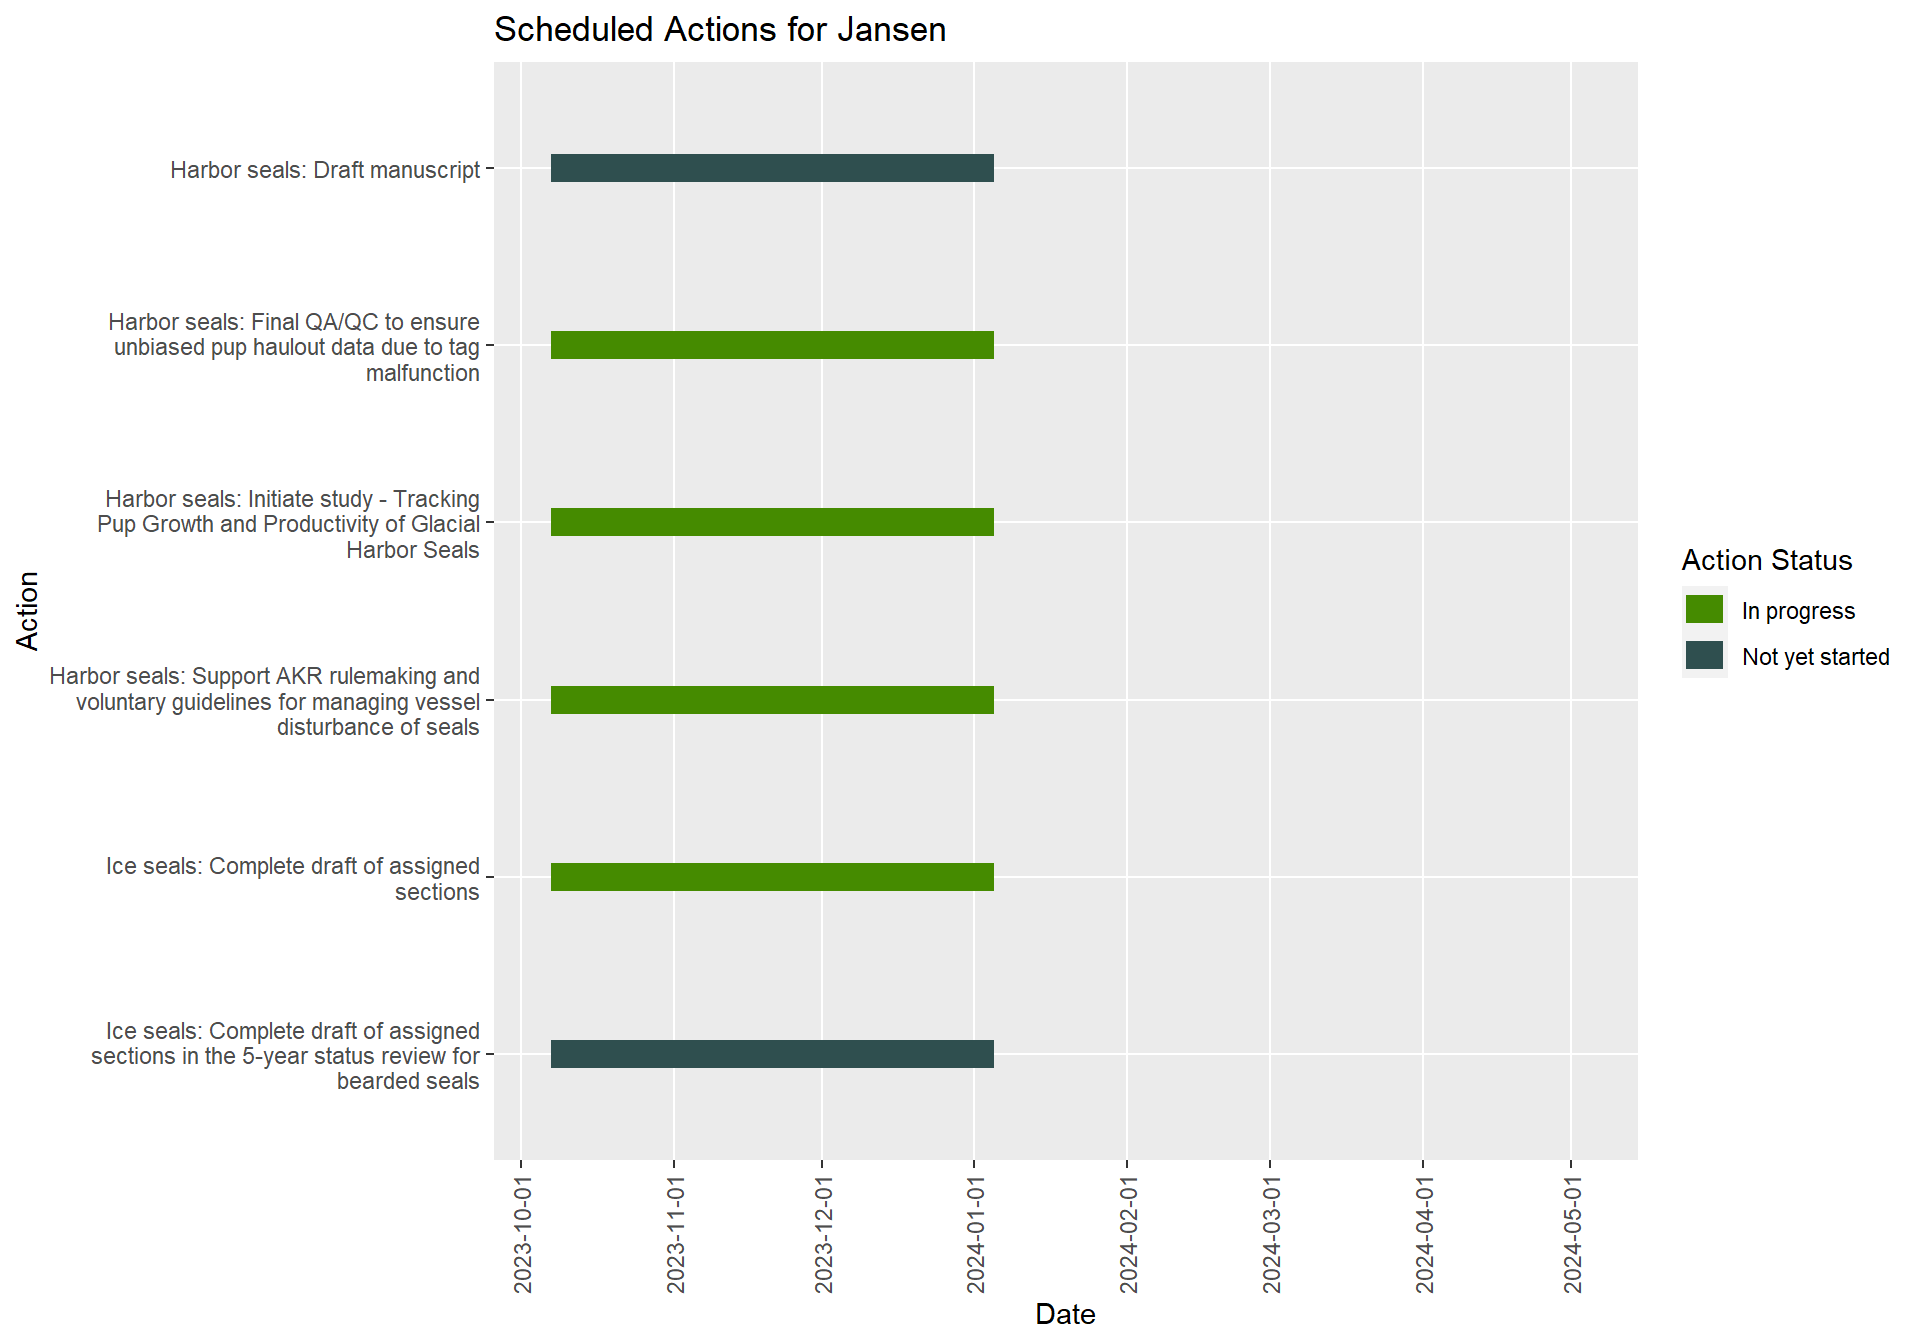 Scheduled Actions for Jansen
Harbor seals: Draft manuscript
Harbor seals: Final QA/QC to ensure
unbiased pup haulout data due to tag
malfunction
Harbor seals: Initiate study - Tracking
Pup Growth and Productivity of Glacial
Harbor Seals
Harbor seals: Support AKR rulemaking and
voluntary guidelines for managing vessel
disturbance of seals
Ice seals: Complete draft of assigned
sections
Ice seals: Complete draft of assigned
sections in the 5-year status review for
bearded seals
Action
2023-10-01
2023-11-01
2023-12-01
2024-01-01
2024-02-01
2024-03-01
2024-04-01
2024-05-01
Date
Action Status
In progress
Not yet started